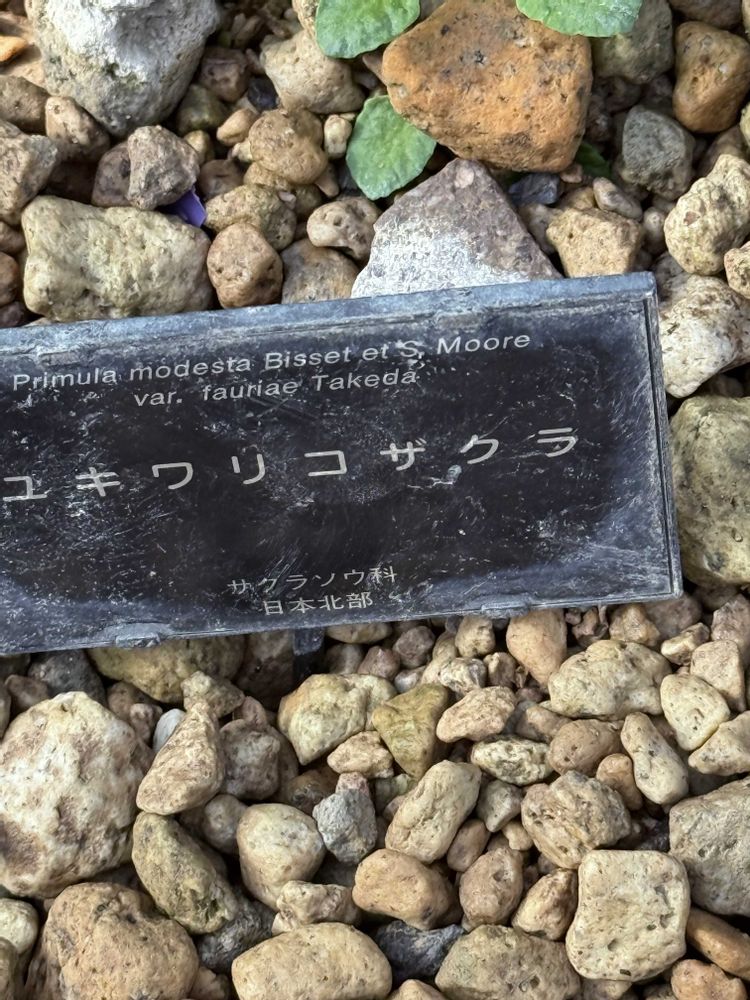 Primula modesta Bisset et S. Moore
var. fauriae Takeda
ユキワリコザクラ
サクラソウ科
日本北部